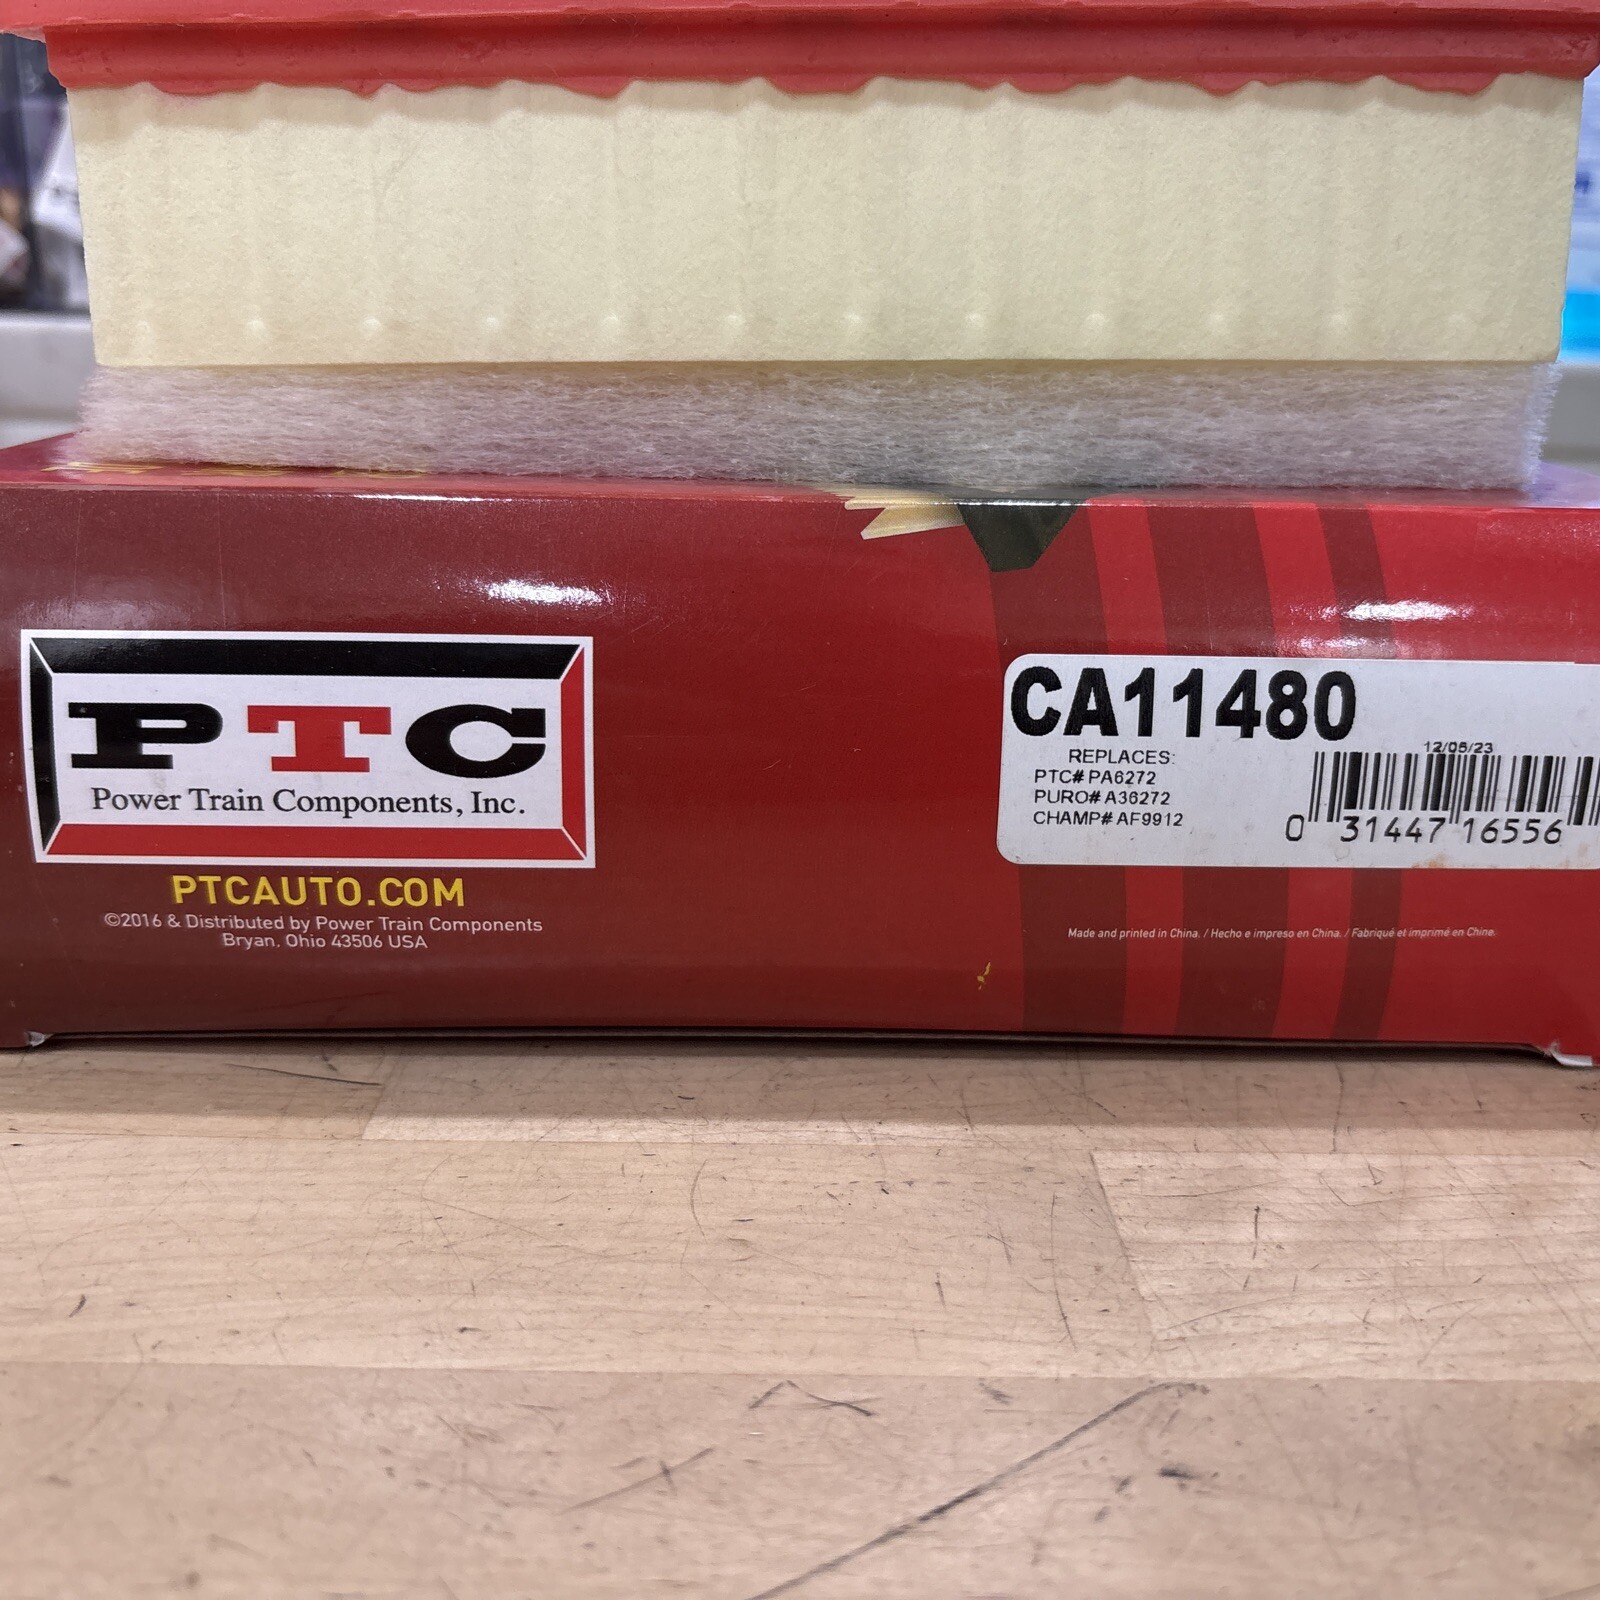 PTC
Power Train Components, Inc.
PTCAUTO.COM
©2016 & Distributed by Power Train Components
Bryan, Ohio 43506 USA
CA11480
REPLACES:
PTC# PA6272
PURO# A36272
CHAMP# AF9912
12/05/23
0 31447 16556
Made and printed in China. / Hecho e impreso en China. / Fabriqué et imprimé en Chine.